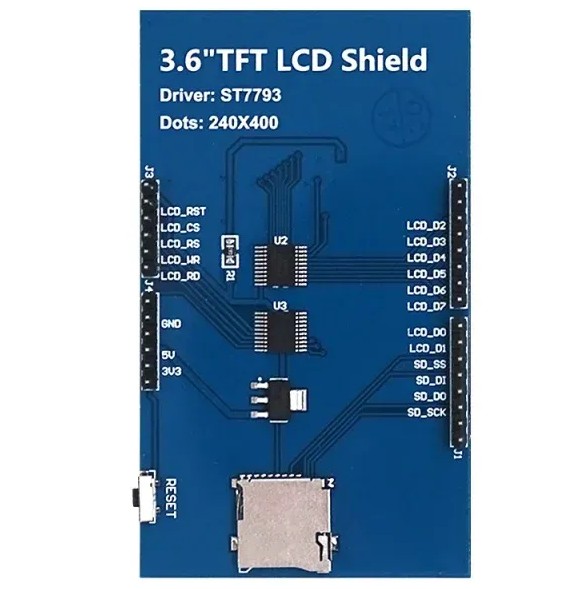 3.6"TFT LCD Shield
Driver: ST7793
Dots: 240X400
J3
J2
LCD_RST
LCD_CS
LCD_RS
LCD_WR
LCD_RD
U2
R1
LCD_D2
LCD_D3
LCD_D4
LCD_D5
LCD_D6
LCD_D7
J4
GND
5V
3V3
U3
LCD_D0
LCD_D1
SD_SS
SD_DI
SD_DO
SD_SCK
J1
RESET